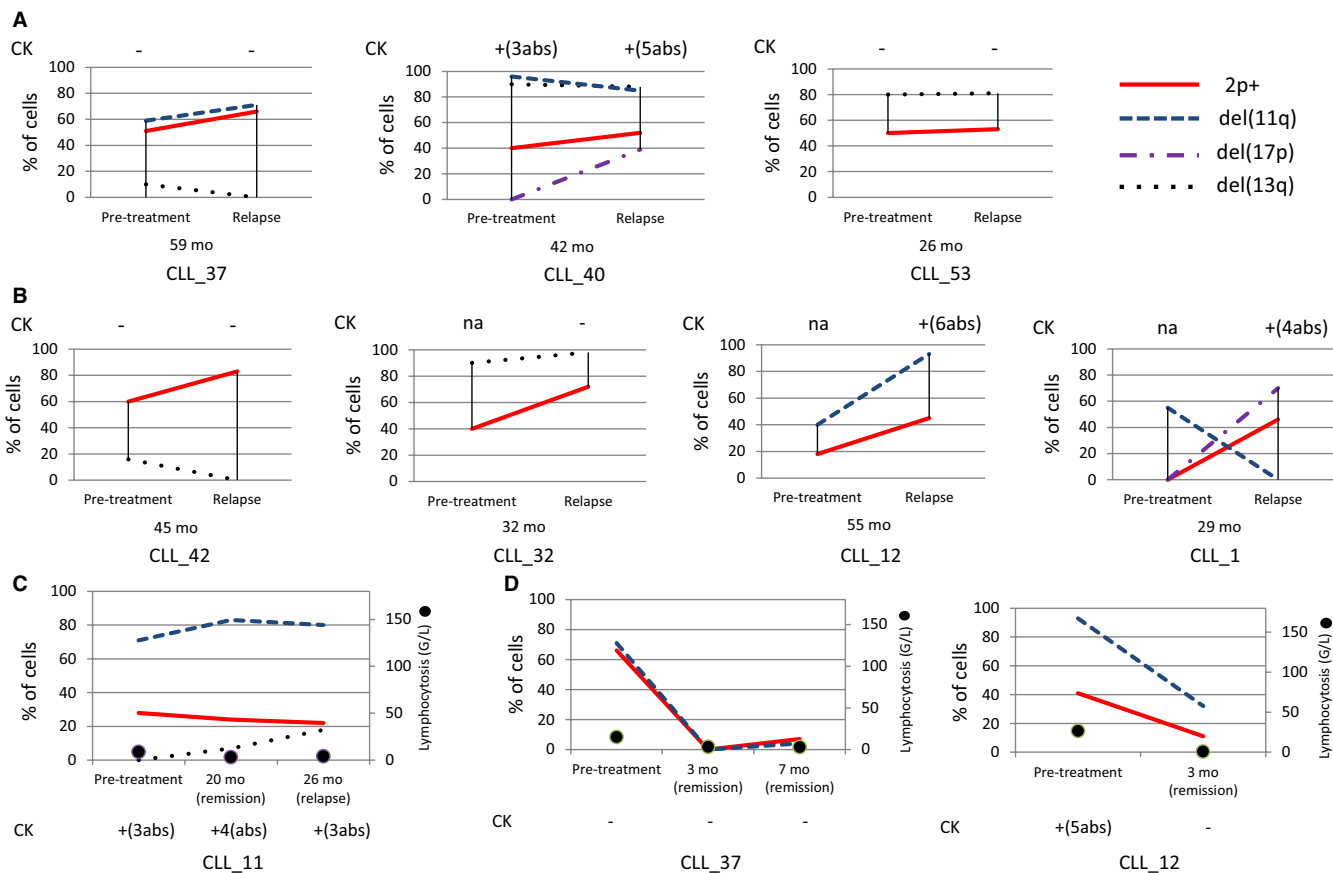 A
CK - -
% of cells
100
80
60
40
20
0
Pre-treatment Relapse
59 mo
CLL_37
CK +(3abs) +(5abs)
% of cells
100
80
60
40
20
0
Pre-treatment Relapse
42 mo
CLL_40
CK - -
% of cells
100
80
60
40
20
0
Pre-treatment Relapse
26 mo
CLL_53
2p+
del(11q)
del(17p)
del(13q)
B
CK - -
% of cells
100
80
60
40
20
0
Pre-treatment Relapse
45 mo
CLL_42
CK na -
% of cells
100
80
60
40
20
0
Pre-treatment Relapse
32 mo
CLL_32
CK na +(6abs)
% of cells
100
80
60
40
20
0
Pre-treatment Relapse
55 mo
CLL_12
CK na +(4abs)
% of cells
100
80
60
40
20
0
Pre-treatment Relapse
29 mo
CLL_1
C
% of cells
100
80
60
40
20
0
150
100
50
0
Lymphocytosis (G/L)
Pre-treatment 20 mo 26 mo
(remission) (relapse)
CK +(3abs) +4(abs) +(3abs)
CLL_11
D
% of cells
100
80
60
40
20
0
150
100
50
0
Lymphocytosis (G/L)
Pre-treatment 3 mo 7 mo
(remission) (remission)
CK - - -
CLL_37
% of cells
100
80
60
40
20
0
150
100
50
0
Lymphocytosis (G/L)
Pre-treatment 3 mo
(remission)
CK +(5abs) -
CLL_12